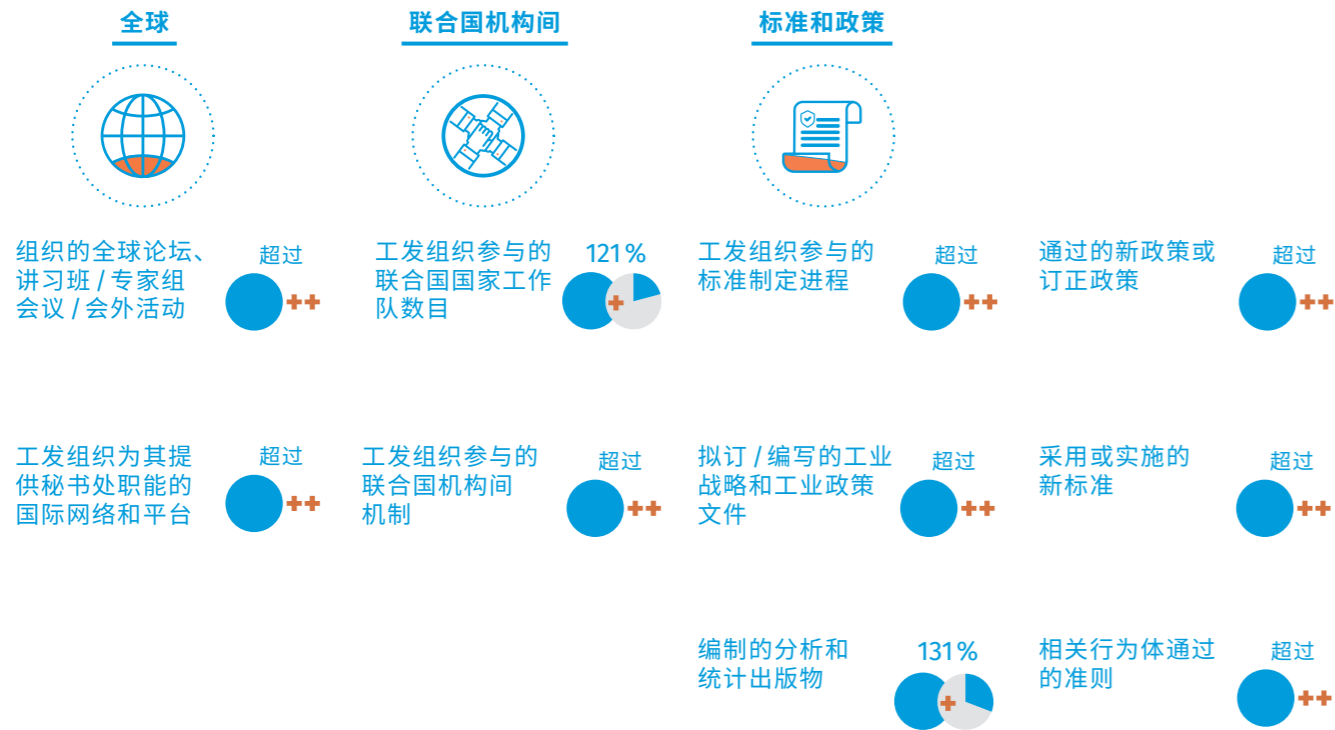 全球
组织的全球论坛、
讲习班 / 专家组
会议 / 会外活动
超过
++
工发组织为其提
供秘书处职能的
国际网络和平台
超过
++
联合国机构间
工发组织参与的
联合国国家工作
队数目
121%
+
工发组织参与的
联合国机构间
机制
超过
++
标准和政策
工发组织参与的
标准制定进程
超过
++
通过的新政策或
订正政策
超过
++
拟订 / 编写的工业
战略和工业政策
文件
超过
++
采用或实施的
新标准
超过
++
编制的分析和
统计出版物
131%
+
相关行为体通过
的准则
超过
++